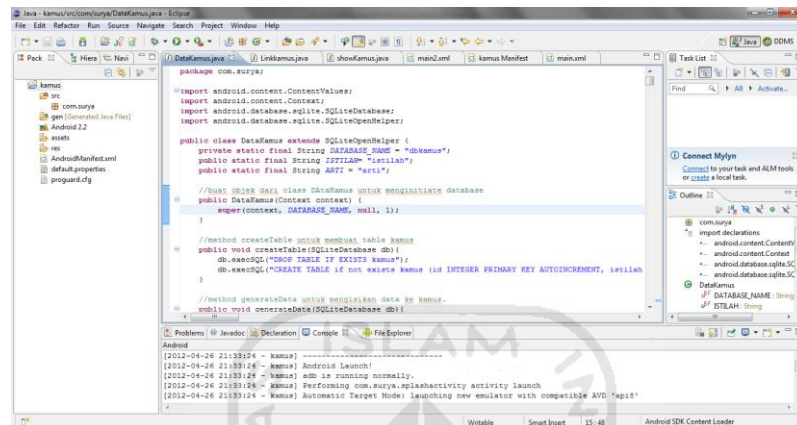 Java - kamus/src/com/surya/DataKamus.java - Eclipse
File Edit Refactor Run Source Navigate Search Project Window Help
Java DDMS
Pack Hiera Navi
DataKamus.java Linkkamus.java showKamus.java main2.xml kamus Manifest main.xml
Task List
kamus
src
com.surya
gen [Generated Java Files]
Android 2.2
assets
res
AndroidManifest.xml
default.properties
proguard.cfg
package com.surya;
import android.content.ContentValues;
import android.content.Context;
import android.database.sqlite.SQLiteDatabase;
import android.database.sqlite.SQLiteOpenHelper;
public class DataKamus extends SQLiteOpenHelper {
private static final String DATABASE_NAME = "dbkamus";
public static final String ISTILAH= "istilah";
public static final String ARTI = "arti";
//buat objek dari class DAtaKamus untuk menginitiate database
public DataKamus(Context context) {
super(context, DATABASE_NAME, null, 1);
}
//method createTable untuk membuat table kamus
public void createTable(SQLiteDatabase db){
db.execSQL("DROP TABLE IF EXISTS kamus");
db.execSQL("CREATE TABLE if not exists kamus (id INTEGER PRIMARY KEY AUTOINCREMENT, istilah
}
//method generateData untuk mengisikan data ke kamus.
public void generateData(SQLiteDatabase db){
Find All Activate...
Connect Mylyn
Connect to your task and ALM tools
or create a local task.
Outline
com.surya
import declarations
android.content.ContentV
android.content.Context
android.database.sqlite.SC
android.database.sqlite.SC
DataKamus
DATABASE_NAME : String
ISTILAH : String
Problems Javadoc Declaration Console File Explorer
Android
[2012-04-26 21:33:24 - kamus] ------------------------------
[2012-04-26 21:33:24 - kamus] Android Launch!
[2012-04-26 21:33:24 - kamus] adb is running normally.
[2012-04-26 21:33:24 - kamus] Performing com.surya.splashactivity activity launch
[2012-04-26 21:33:24 - kamus] Automatic Target Mode: launching new emulator with compatible AVD 'api8'
Writable Smart Insert 15 : 48 Android SDK Content Loader
ISLAM